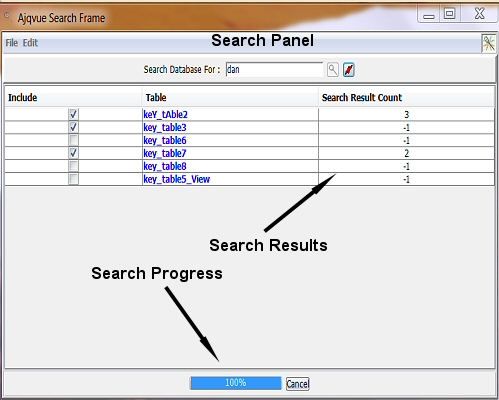 Ajqvue Search Frame
File Edit
Search Panel
Search Database For : dan
Include Table Search Result Count
keY_tAble2 3
key_table3 -1
key_table6 -1
key_table7 2
key_table8 -1
key_table5_View -1
Search Results
Search Progress
100% Cancel